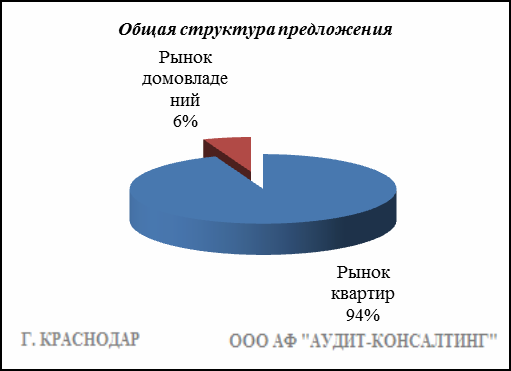 Общая структура предложения
Рынок
домовладе
ний
6%
Рынок
квартир
94%
Г. КРАСНОДАР
ООО АФ "АУДИТ-КОНСАЛТИНГ"